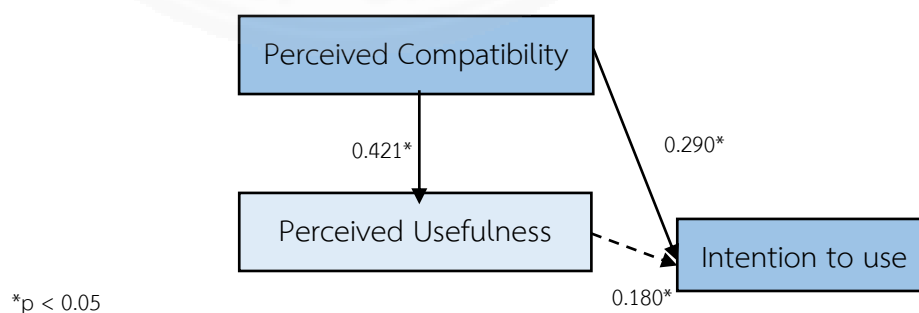 Perceived Compatibility
0.421*
0.290*
Perceived Usefulness
Intention to use
0.180*
*p < 0.05